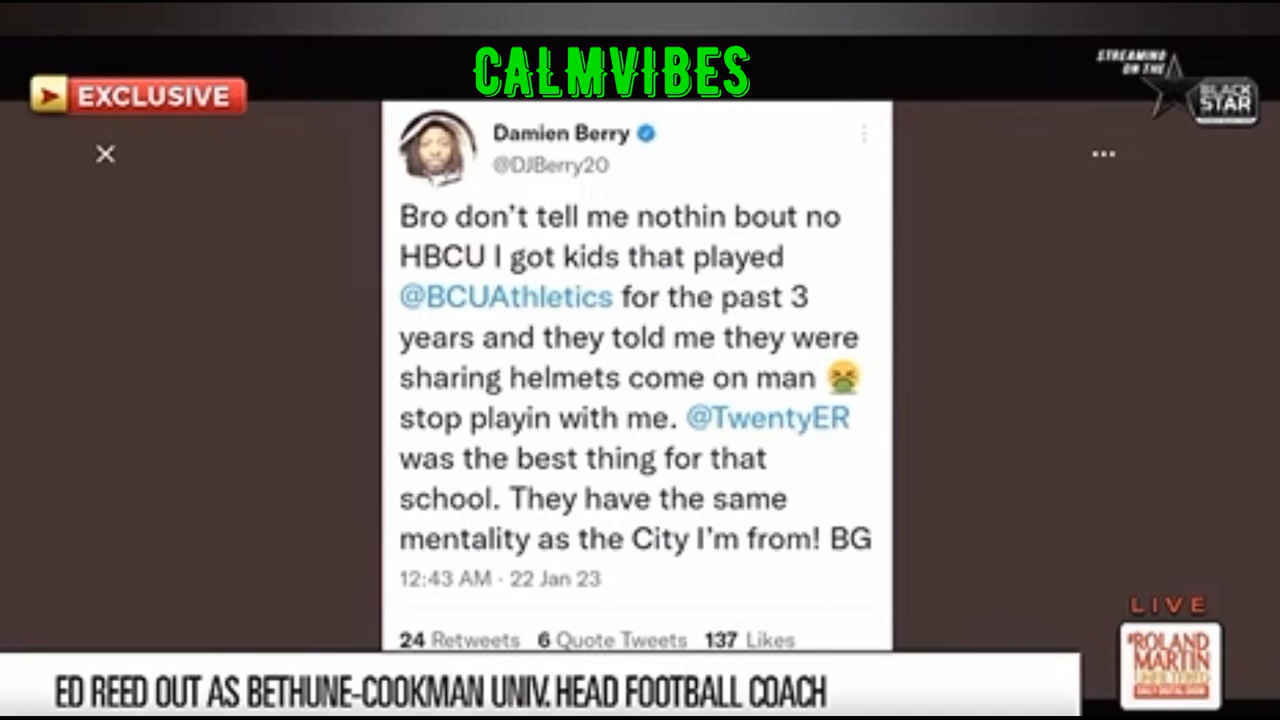 CALMVIBES
EXCLUSIVE
STREAMING
ON THE
BLACK
STAR
Damien Berry
@DJBerry20
Bro don't tell me nothin bout no
HBCU I got kids that played
@BCUAthletics for the past 3
years and they told me they were
sharing helmets come on man 🤮
stop playin with me. @TwentyER
was the best thing for that
school. They have the same
mentality as the City I'm from! BG
12:43 AM · 22 Jan 23
24 Retweets 6 Quote Tweets 137 Likes
LIVE
#ROLAND
MARTIN
UNFILTERED
DAILY DIGITAL SHOW
ED REED OUT AS BETHUNE-COOKMAN UNIV. HEAD FOOTBALL COACH